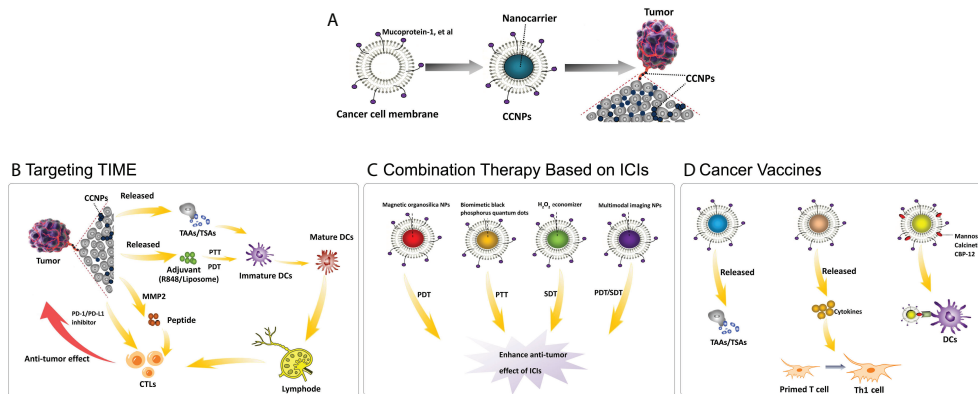 A
Mucoprotein-1, et al
Cancer cell membrane
Nanocarrier
CCNPs
Tumor
CCNPs
B Targeting TIME
CCNPs
Tumor
Released
TAAs/TSAs
Released
Adjuvant
(R848/Liposome)
PTT
PDT
Immature DCs
Mature DCs
MMP2
Peptide
PD-1/PD-L1
inhibitor
Anti-tumor effect
CTLs
Lymphode
C Combination Therapy Based on ICIs
Magnetic organosilica NPs
Biomimetic black
phosphorus quantum dots
H₂O₂ economizer
Multimodal imaging NPs
PDT
PTT
SDT
PDT/SDT
Enhance anti-tumor
effect of ICIs
D Cancer Vaccines
Released
TAAs/TSAs
Released
Cytokines
Primed T cell
Th1 cell
Mannos
Calcinet
CBP-12
DCs